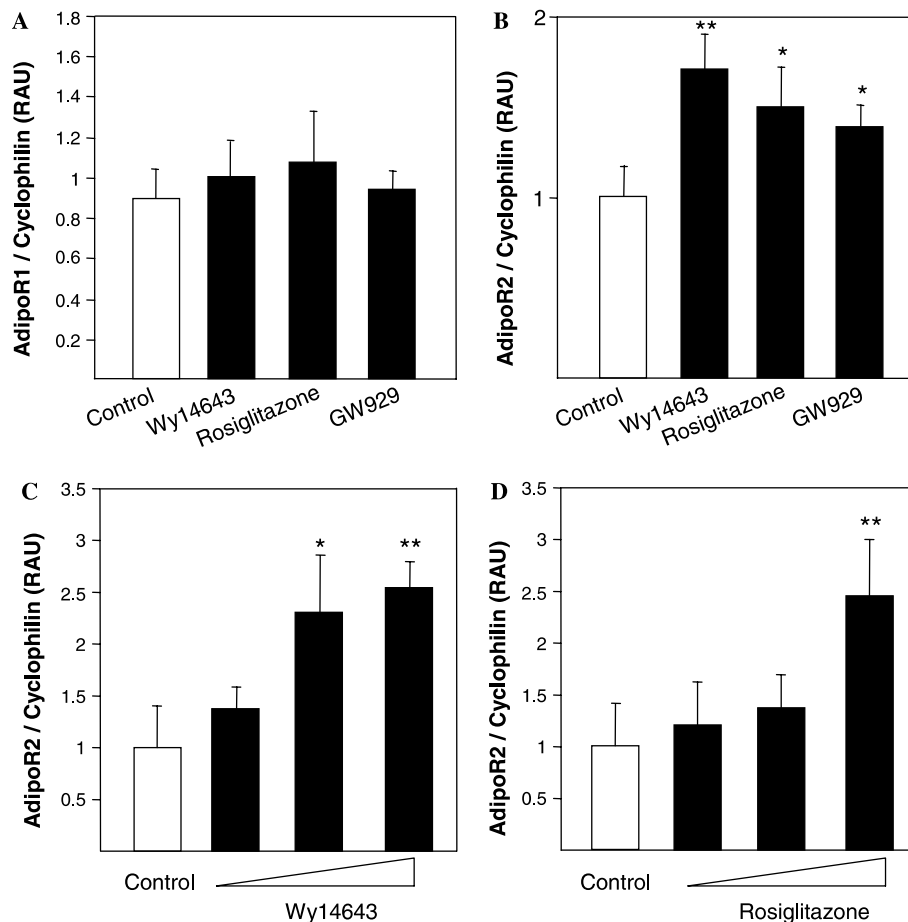 A
AdipoR1 / Cyclophilin (RAU)
1.8
1.6
1.4
1.2
1
0.8
0.6
0.4
0.2
Control
Wy14643
Rosiglitazone
GW929
B
AdipoR2 / Cyclophilin (RAU)
2
1
**
*
*
Control
Wy14643
Rosiglitazone
GW929
C
AdipoR2 / Cyclophilin (RAU)
3.5
3
2.5
2
1.5
1
0.5
*
**
Control
Wy14643
D
AdipoR2 / Cyclophilin (RAU)
3.5
3
2.5
2
1.5
1
0.5
**
Control
Rosiglitazone